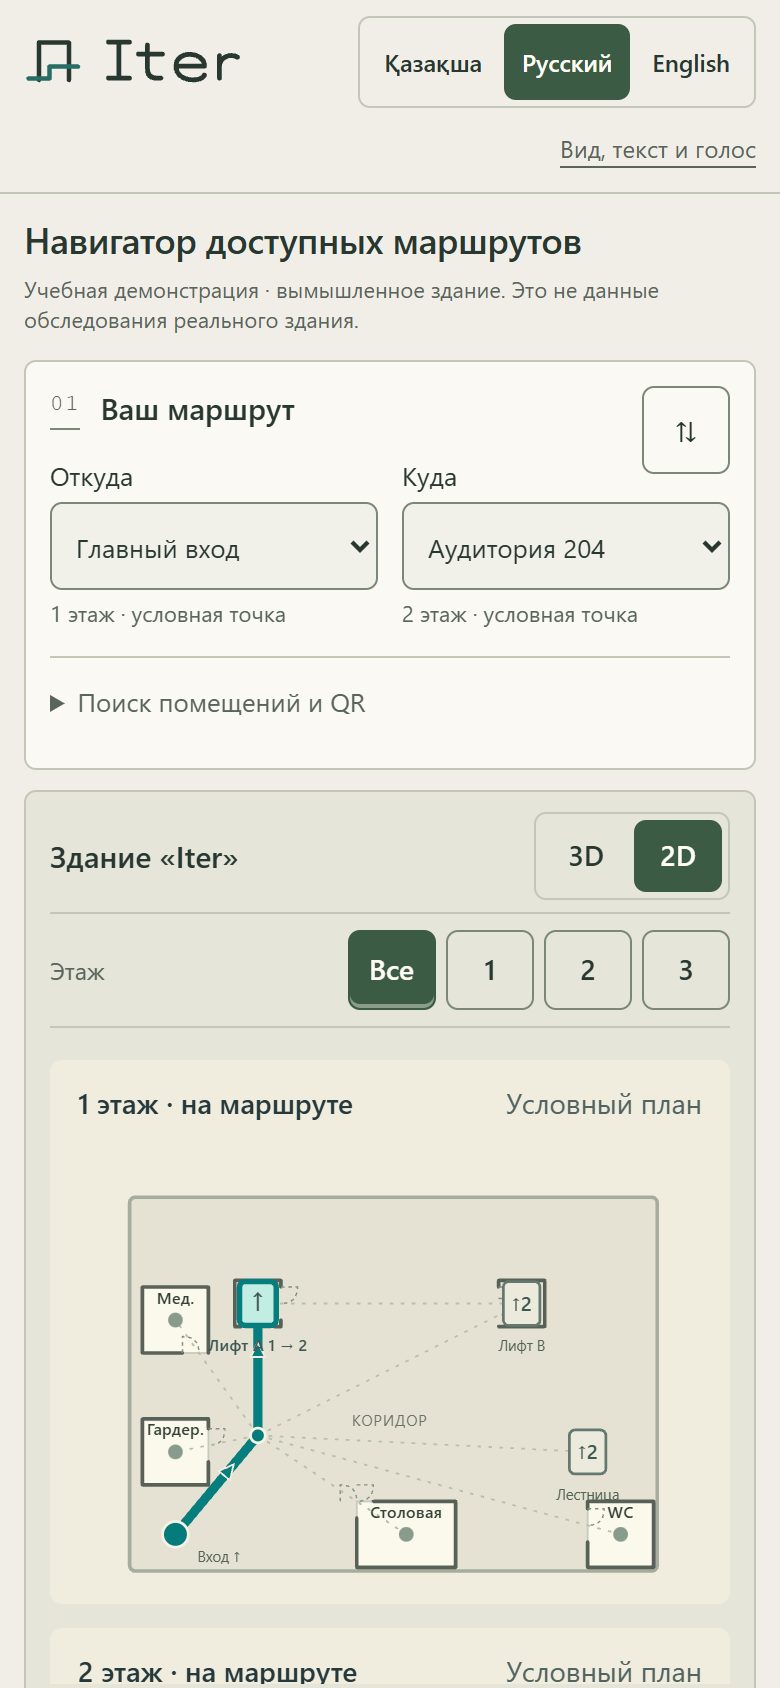 Iter
Қазақша Русский English
Вид, текст и голос
Навигатор доступных маршрутов
Учебная демонстрация · вымышленное здание. Это не данные
обследования реального здания.
01 Ваш маршрут ↑↓
Откуда Куда
Главный вход Аудитория 204
1 этаж · условная точка 2 этаж · условная точка
▶ Поиск помещений и QR
Здание «Iter» 3D 2D
Этаж Все 1 2 3
1 этаж · на маршруте Условный план
Мед. ↑ ↑2
Лифт A 1 → 2 Лифт B
КОРИДОР
Гардер. ↑2
Лестница
Столовая WC
Вход ↑
2 этаж · на маршруте Условный план